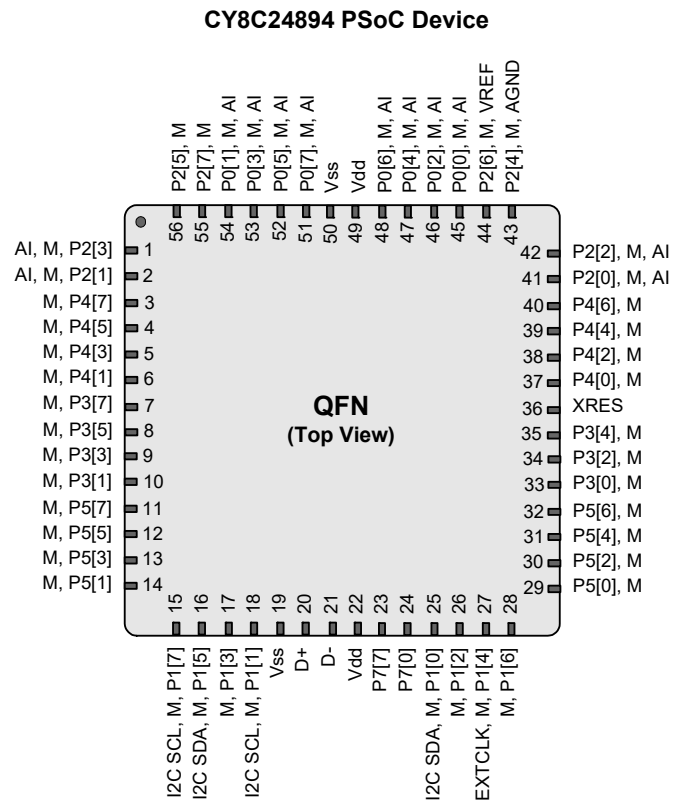 CY8C24894 PSoC Device
P2[5], M
P2[7], M
P0[1], M, AI
P0[3], M, AI
P0[5], M, AI
P0[7], M, AI
Vss
Vdd
P0[6], M, AI
P0[4], M, AI
P0[2], M, AI
P0[0], M, AI
P2[6], M, VREF
P2[4], M, AGND
56
55
54
53
52
51
50
49
48
47
46
45
44
43
AI, M, P2[3] 1
AI, M, P2[1] 2
M, P4[7] 3
M, P4[5] 4
M, P4[3] 5
M, P4[1] 6
M, P3[7] 7
M, P3[5] 8
M, P3[3] 9
M, P3[1] 10
M, P5[7] 11
M, P5[5] 12
M, P5[3] 13
M, P5[1] 14
QFN
(Top View)
42 P2[2], M, AI
41 P2[0], M, AI
40 P4[6], M
39 P4[4], M
38 P4[2], M
37 P4[0], M
36 XRES
35 P3[4], M
34 P3[2], M
33 P3[0], M
32 P5[6], M
31 P5[4], M
30 P5[2], M
29 P5[0], M
15
16
17
18
19
20
21
22
23
24
25
26
27
28
I2C SCL, M, P1[7]
I2C SDA, M, P1[5]
M, P1[3]
I2C SCL, M, P1[1]
Vss
D+
D-
Vdd
P7[7]
P7[0]
I2C SDA, M, P1[0]
M, P1[2]
EXTCLK, M, P1[4]
M, P1[6]